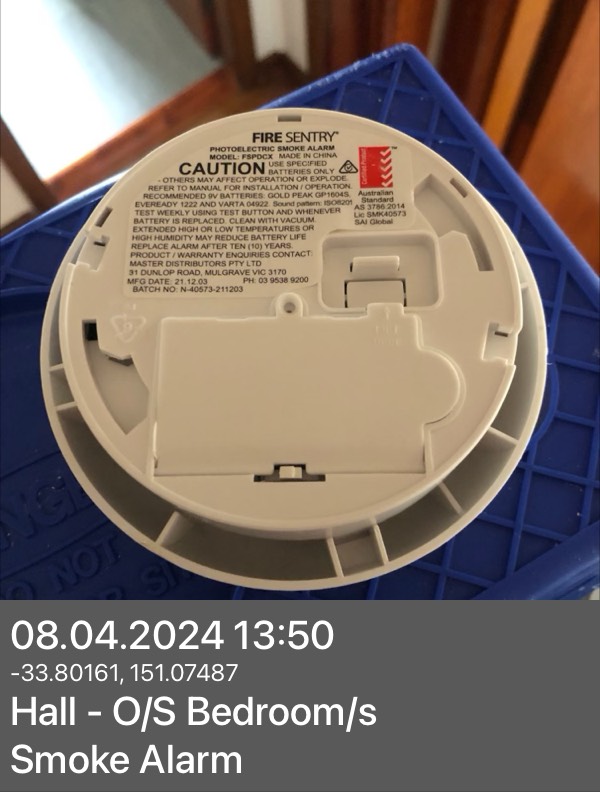 FIRE SENTRY
PHOTOELECTRIC SMOKE ALARM
MODEL: FSPDCX MADE IN CHINA
CAUTION USE SPECIFIED BATTERIES ONLY
- OTHERS MAY AFFECT OPERATION OR EXPLODE.
REFER TO MANUAL FOR INSTALLATION / OPERATION.
RECOMMENDED 9V BATTERIES: GOLD PEAK GP1604S,
EVEREADY 1222 AND VARTA 04922. Sound pattern: ISO8201
TEST WEEKLY USING TEST BUTTON AND WHENEVER
BATTERY IS REPLACED. CLEAN WITH VACUUM.
EXTENDED HIGH OR LOW TEMPERATURES OR
HIGH HUMIDITY MAY REDUCE BATTERY LIFE
REPLACE ALARM AFTER TEN (10) YEARS.
PRODUCT / WARRANTY ENQUIRIES CONTACT:
MASTER DISTRIBUTORS PTY LTD
31 DUNLOP ROAD, MULGRAVE VIC 3170
MFG DATE: 21.12.03 PH: 03 9538 9200
BATCH NO: N-40573-211203
Australian
Standard
AS 3786:2014
Lic SMK40573
SAI Global
NOT
08.04.2024 13:50
-33.80161, 151.07487
Hall - O/S Bedroom/s
Smoke Alarm